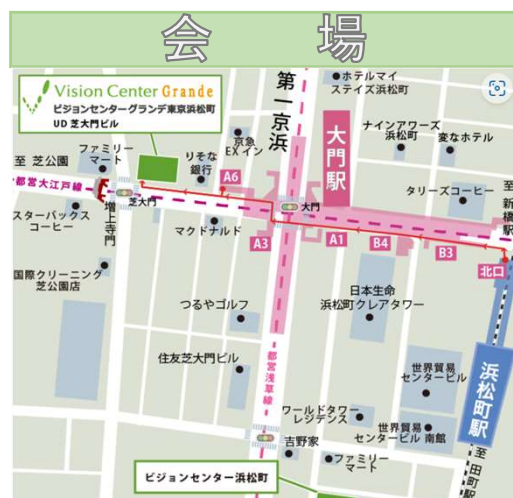 会 場
Vision Center Grande
ビジョンセンターグランデ東京浜松町
UD 芝大門ビル
第一京浜
ホテルマイ
ステイズ浜松町
大門駅
ナインアワーズ
浜松町
変なホテル
京急
EX イン
りそな
銀行
ファミリー
マート
至 芝公園
都営大江戸線
増上寺門
芝大門
A6
大門
タリーズコーヒー
至 新橋駅
スターバックス
コーヒー
マクドナルド
A3
A1
B4
B3
北口
国際クリーニング
芝公園店
日本生命
浜松町クレアタワー
つるやゴルフ
浜松町駅
住友芝大門ビル
都営浅草線
世界貿易
センタービル
ワールドタワー
レジデンス
世界貿易
センタービル 南館
至 田町駅
吉野家
ファミリー
マート
ビジョンセンター浜松町